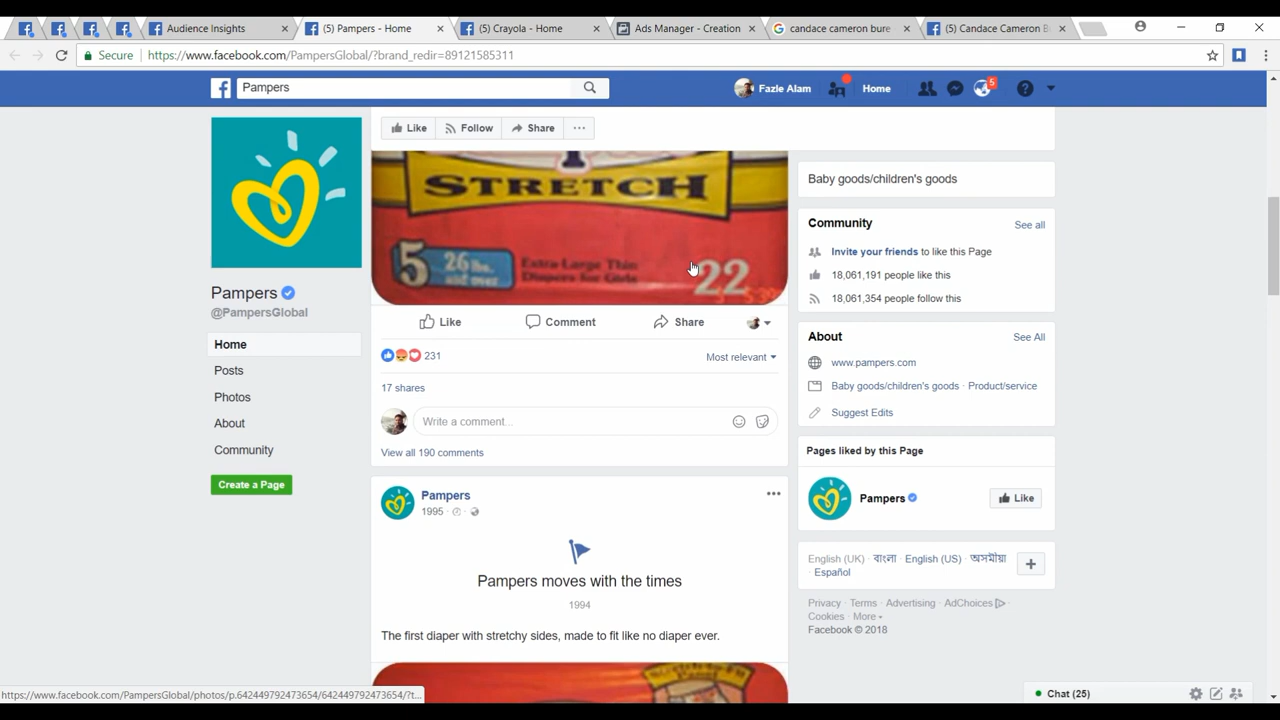 Audience Insights
(5) Pampers - Home
(5) Crayola - Home
Ads Manager - Creation
candace cameron bure
(5) Candace Cameron B
Secure
https://www.facebook.com/PampersGlobal/?brand_redir=89121585311
Pampers
Fazle Alam
Home
5
Like
Follow
Share
STRETCH
5
26 lbs.
and over
Extra-Large Thin
Diapers for Girls
22
Like
Comment
Share
231
Most relevant
17 shares
Write a comment...
View all 190 comments
Pampers
1995
Pampers moves with the times
1994
The first diaper with stretchy sides, made to fit like no diaper ever.
Pampers
@PampersGlobal
Home
Posts
Photos
About
Community
Create a Page
Baby goods/children's goods
Community
See all
Invite your friends to like this Page
18,061,191 people like this
18,061,354 people follow this
About
See All
www.pampers.com
Baby goods/children's goods · Product/service
Suggest Edits
Pages liked by this Page
Pampers
Like
English (UK) · বাংলা · English (US) · অসমীয়া
· Español
Privacy · Terms · Advertising · AdChoices ·
Cookies · More
Facebook © 2018
https://www.facebook.com/PampersGlobal/photos/p.642449792473654/642449792473654/?t...
Chat (25)